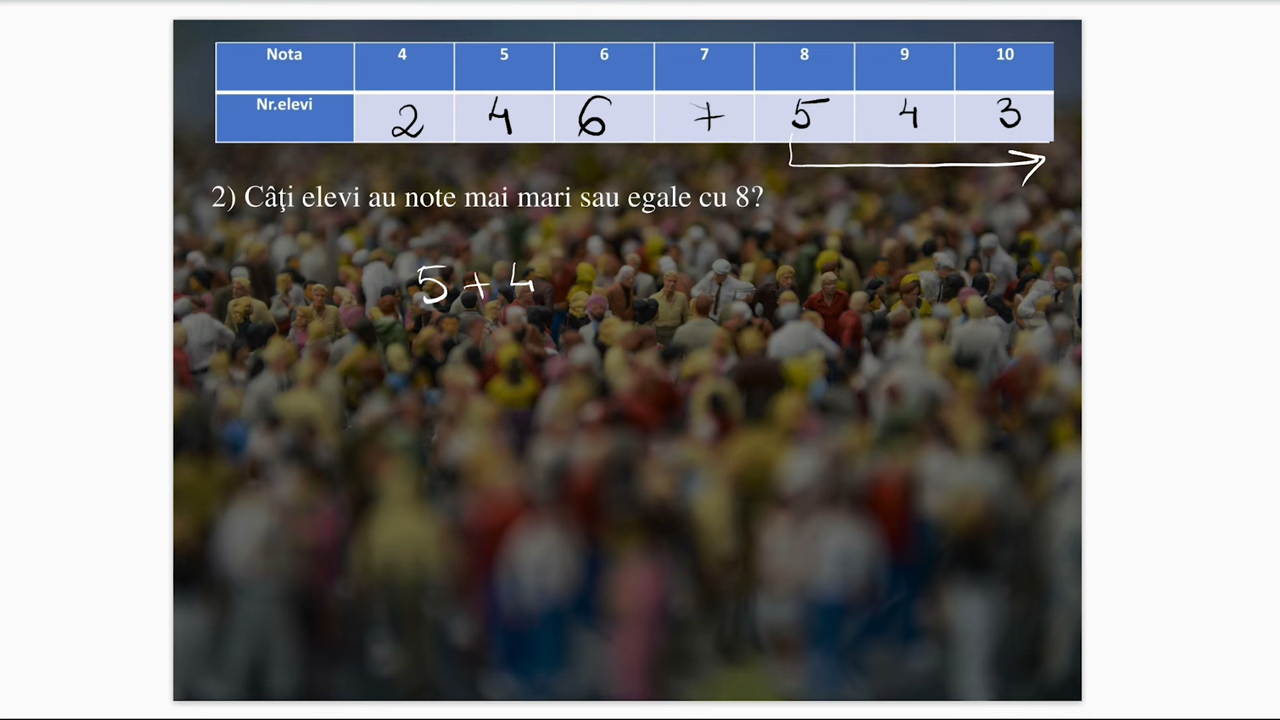 Nota 4 5 6 7 8 9 10
Nr.elevi 2 4 6 7 5 4 3
2) Câţi elevi au note mai mari sau egale cu 8?
5 + 4